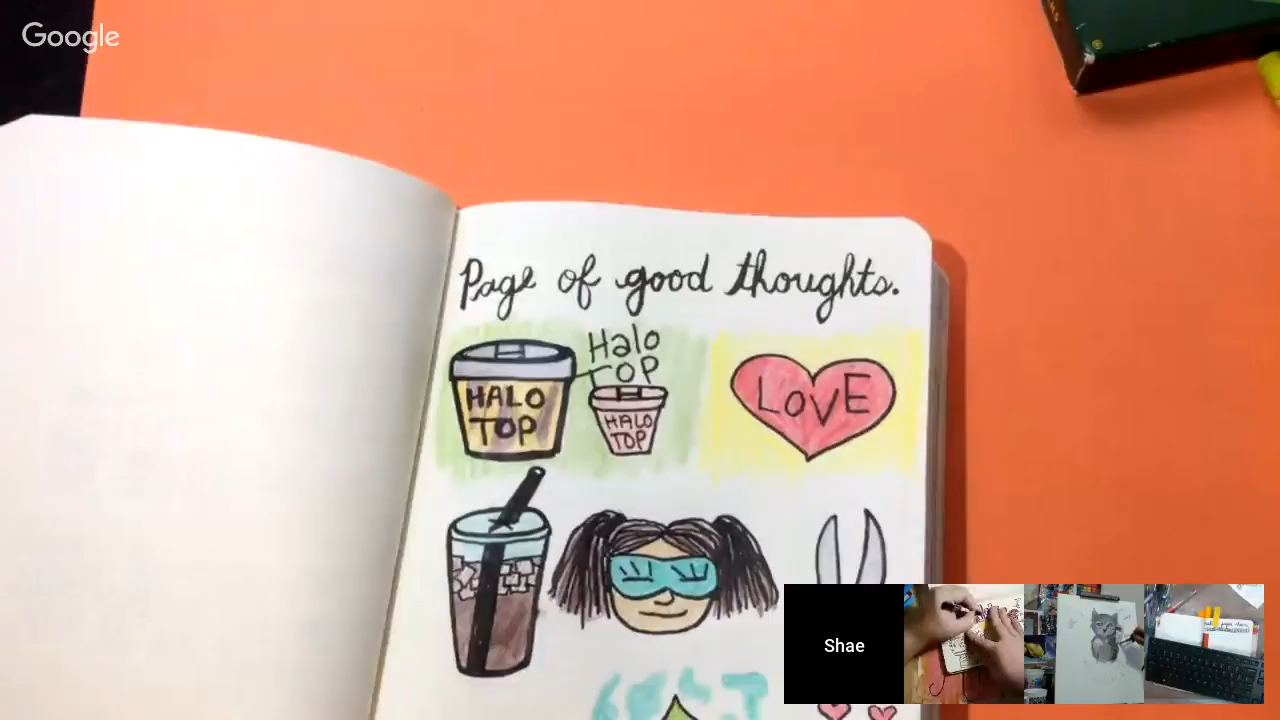 Google
Page of good thoughts.
Halo
TOP
HALO
TOP
HALO
TOP
LOVE
Shae